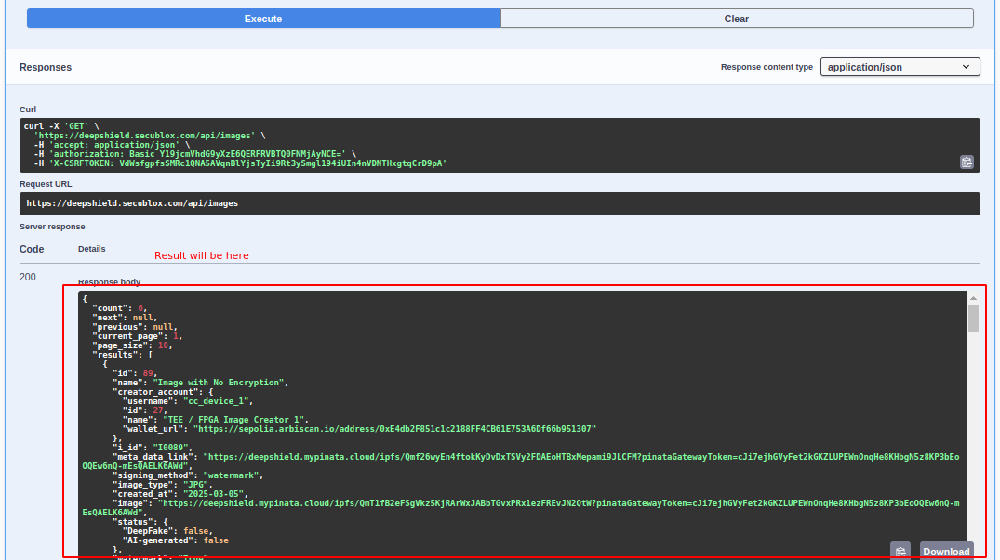 Execute
Clear
Responses
Response content type
application/json
Curl
curl -X 'GET' \
'https://deepshield.secublox.com/api/images' \
-H 'accept: application/json' \
-H 'authorization: Basic Y19jcmVhdG9yXzE6QERFRVBTQ0FNMjAyNCE=' \
-H 'X-CSRFTOKEN: VdWsfgpfsSMRc1QNA5AVqnBlYjsTyIi9Rt3ySmgl194iUIn4nVDNTHxgtqCrD9pA'
Request URL
https://deepshield.secublox.com/api/images
Server response
Code
Details
Result will be here
200
Response body
{
"count": 6,
"next": null,
"previous": null,
"current_page": 1,
"page_size": 10,
"results": [
{
"id": 89,
"name": "Image with No Encryption",
"creator_account": {
"username": "cc_device_1",
"id": 27,
"name": "TEE / FPGA Image Creator 1",
"wallet_url": "https://sepolia.arbiscan.io/address/0xE4db2F851c1c2188FF4CB61E753A6Df66b951307"
},
"i_id": "I0089",
"meta_data_link": "https://deepshield.mypinata.cloud/ipfs/Qmf26wyEn4ftokKyDvDxTSVy2FDAEoHTBxMepami9JLCFM?pinataGatewayToken=cJi7ejhGVyFet2kGKZLUPEWnOnqHe8KHbgN5z8KP3bEo
OQEw6nQ-mEsQAELK6AWd",
"signing_method": "watermark",
"image_type": "JPG",
"created_at": "2025-03-05",
"image": "https://deepshield.mypinata.cloud/ipfs/QmT1fB2eFSgVkz5KjRArWxJABbTGvxPRx1ezFREvJN2QtW?pinataGatewayToken=cJi7ejhGVyFet2kGKZLUPEWnOnqHe8KHbgN5z8KP3bEoOQEw6nQ-m
EsQAELK6AWd",
"status": {
"DeepFake": false,
"AI-generated": false
},
"watermark": "True"
Download